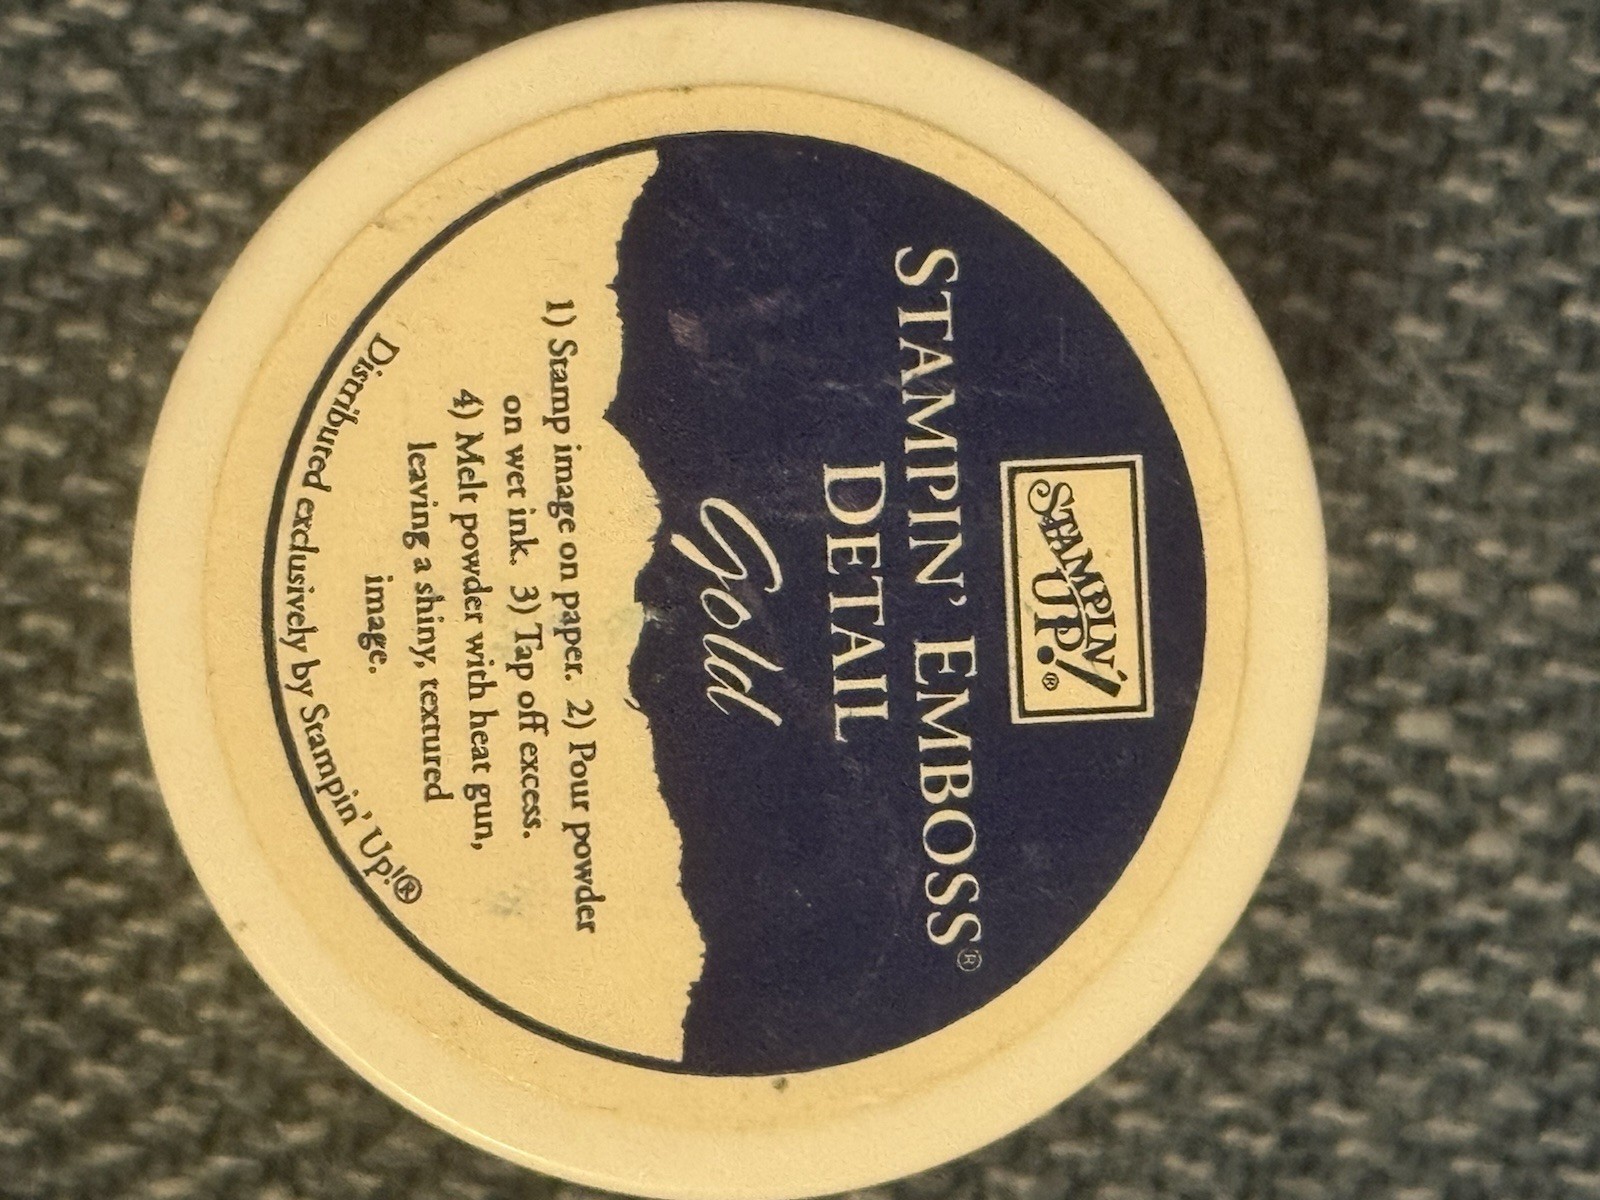 STAMPIN'
UP!®
STAMPIN' EMBOSS®
DETAIL
Gold
1) Stamp image on paper. 2) Pour powder
on wet ink. 3) Tap off excess.
4) Melt powder with heat gun,
leaving a shiny, textured
image.
Distributed exclusively by Stampin' Up!®